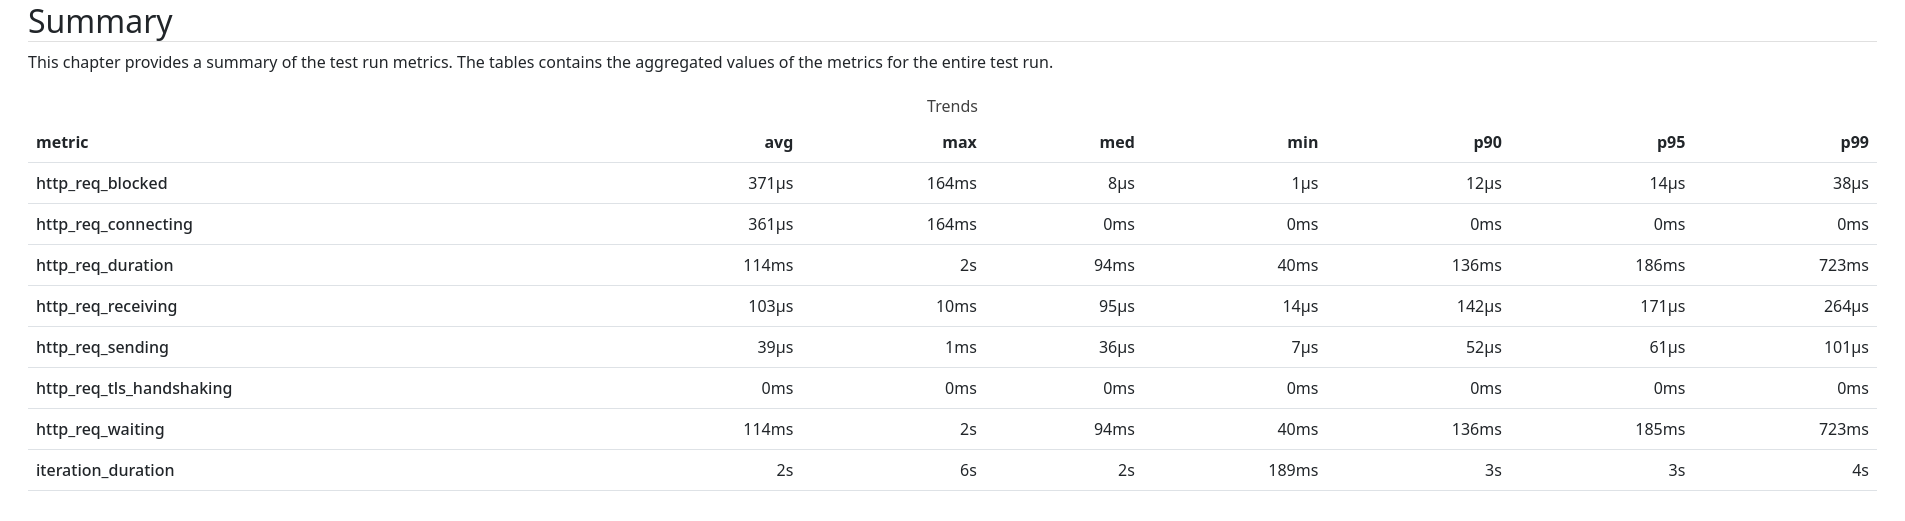 Summary
This chapter provides a summary of the test run metrics. The tables contains the aggregated values of the metrics for the entire test run.
Trends
metric avg max med min p90 p95 p99
http_req_blocked 371µs 164ms 8µs 1µs 12µs 14µs 38µs
http_req_connecting 361µs 164ms 0ms 0ms 0ms 0ms 0ms
http_req_duration 114ms 2s 94ms 40ms 136ms 186ms 723ms
http_req_receiving 103µs 10ms 95µs 14µs 142µs 171µs 264µs
http_req_sending 39µs 1ms 36µs 7µs 52µs 61µs 101µs
http_req_tls_handshaking 0ms 0ms 0ms 0ms 0ms 0ms 0ms
http_req_waiting 114ms 2s 94ms 40ms 136ms 185ms 723ms
iteration_duration 2s 6s 2s 189ms 3s 3s 4s